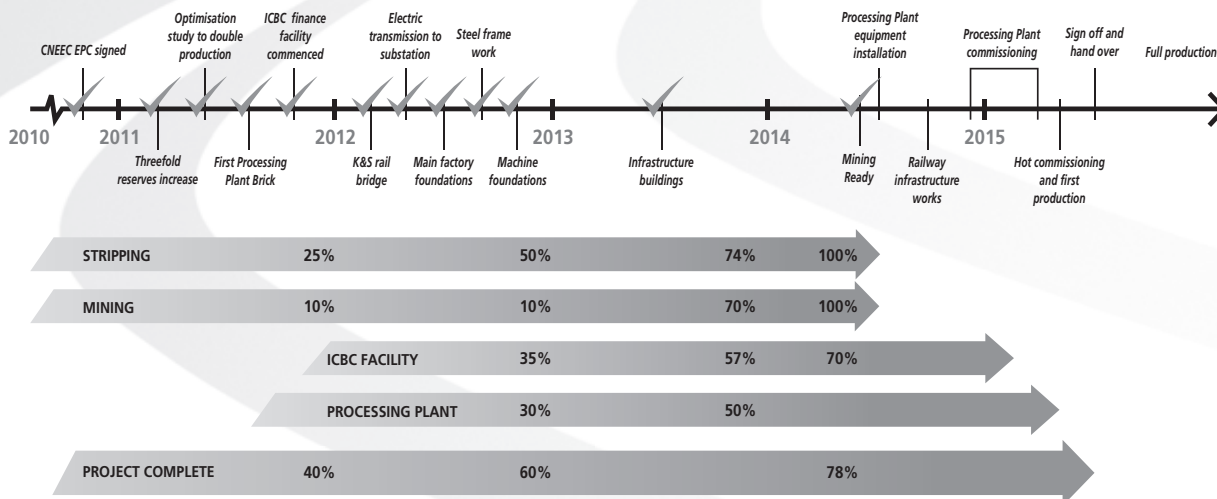 CNEEC EPC signed
Optimisation
study to double
production
ICBC finance
facility
commenced
Electric
transmission to
substation
Steel frame
work
Processing Plant
equipment
installation
Processing Plant
commissioning
Sign off and
hand over
Full production
2010
2011
2012
2013
2014
2015
Threefold
reserves increase
First Processing
Plant Brick
K&S rail
bridge
Main factory
foundations
Machine
foundations
Infrastructure
buildings
Mining
Ready
Railway
infrastructure
works
Hot commissioning
and first
production
STRIPPING 25% 50% 74% 100%
MINING 10% 10% 70% 100%
ICBC FACILITY 35% 57% 70%
PROCESSING PLANT 30% 50%
PROJECT COMPLETE 40% 60% 78%